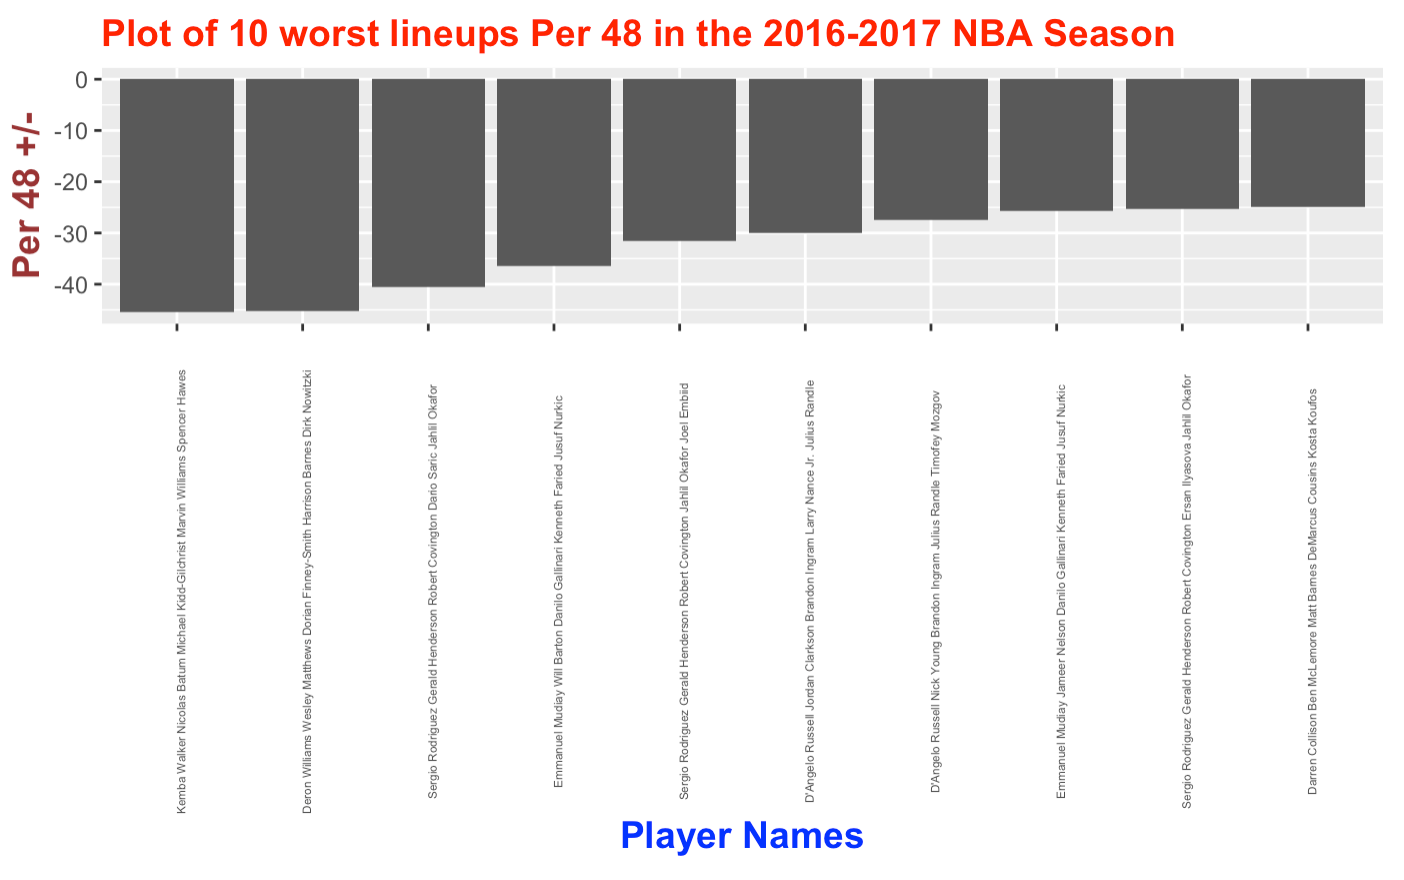 Plot of 10 worst lineups Per 48 in the 2016-2017 NBA Season
Per 48 +/-
0
-10
-20
-30
-40
Kemba Walker Nicolas Batum Michael Kidd-Gilchrist Marvin Williams Spencer Hawes
Deron Williams Wesley Matthews Dorian Finney-Smith Harrison Barnes Dirk Nowitzki
Sergio Rodriguez Gerald Henderson Robert Covington Dario Saric Jahlil Okafor
Emmanuel Mudiay Will Barton Danilo Gallinari Kenneth Faried Jusuf Nurkic
Sergio Rodriguez Gerald Henderson Robert Covington Jahlil Okafor Joel Embiid
D'Angelo Russell Jordan Clarkson Brandon Ingram Larry Nance Jr. Julius Randle
D'Angelo Russell Nick Young Brandon Ingram Julius Randle Timofey Mozgov
Emmanuel Mudiay Jameer Nelson Danilo Gallinari Kenneth Faried Jusuf Nurkic
Sergio Rodriguez Gerald Henderson Robert Covington Ersan Ilyasova Jahlil Okafor
Darren Collison Ben McLemore Matt Barnes DeMarcus Cousins Kosta Koufos
Player Names